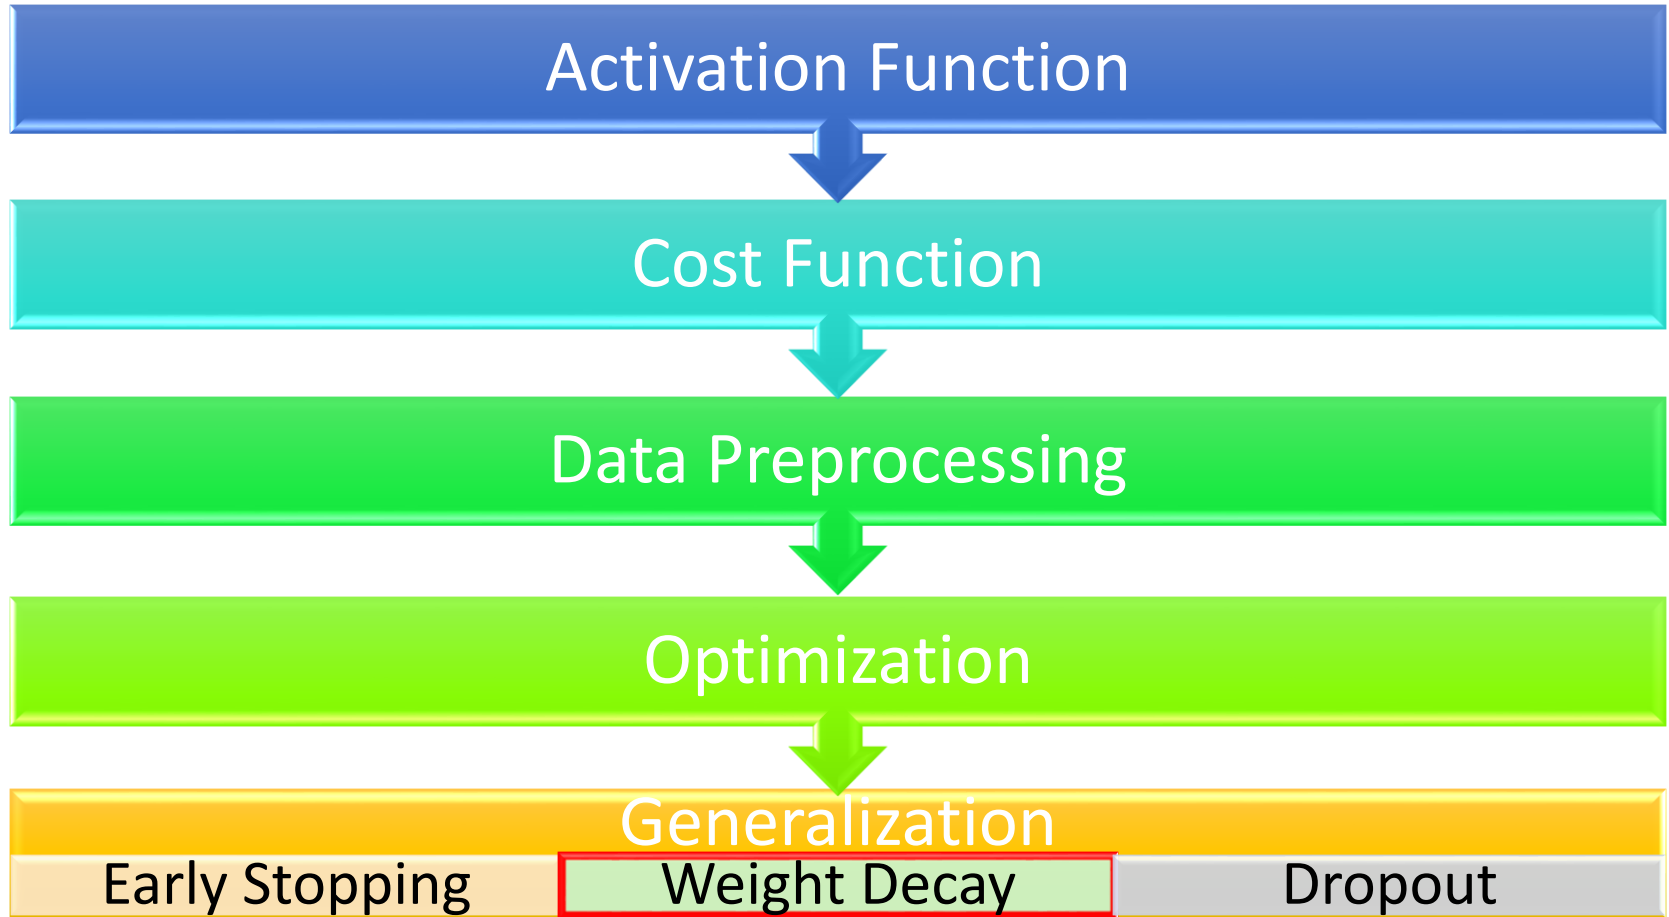 Activation Function
Cost Function
Data Preprocessing
Optimization
Generalization
Early Stopping
Weight Decay
Dropout